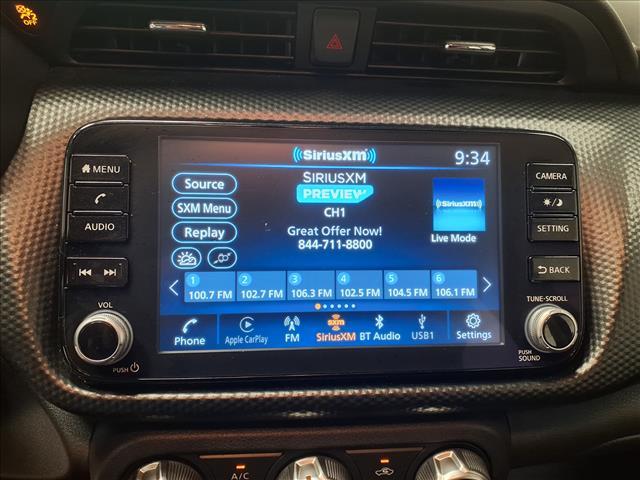 OFF
SiriusXM
9:34
MENU
AUDIO
VOL
PUSH
Source
SXM Menu
Replay
SIRIUSXM
PREVIEW
CH1
Great Offer Now!
844-711-8800
SiriusXM
Live Mode
1 2 3 4 5 6
100.7 FM 102.7 FM 106.3 FM 102.5 FM 104.5 FM 106.1 FM
Phone
Apple CarPlay
FM
SXM
SiriusXM
BT Audio
USB1
Settings
CAMERA
SETTING
BACK
TUNE-SCROLL
PUSH
SOUND
A/C